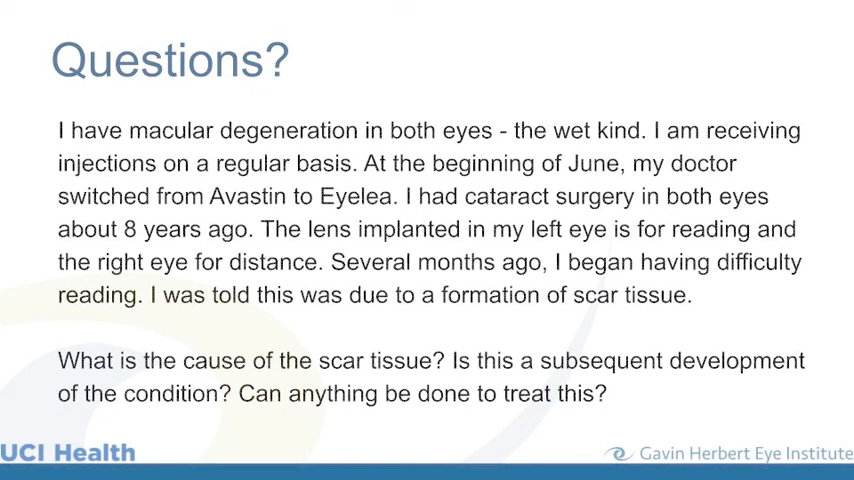 Questions?
I have macular degeneration in both eyes - the wet kind. I am receiving
injections on a regular basis. At the beginning of June, my doctor
switched from Avastin to Eyelea. I had cataract surgery in both eyes
about 8 years ago. The lens implanted in my left eye is for reading and
the right eye for distance. Several months ago, I began having difficulty
reading. I was told this was due to a formation of scar tissue.
What is the cause of the scar tissue? Is this a subsequent development
of the condition? Can anything be done to treat this?
UCI Health
Gavin Herbert Eye Institute